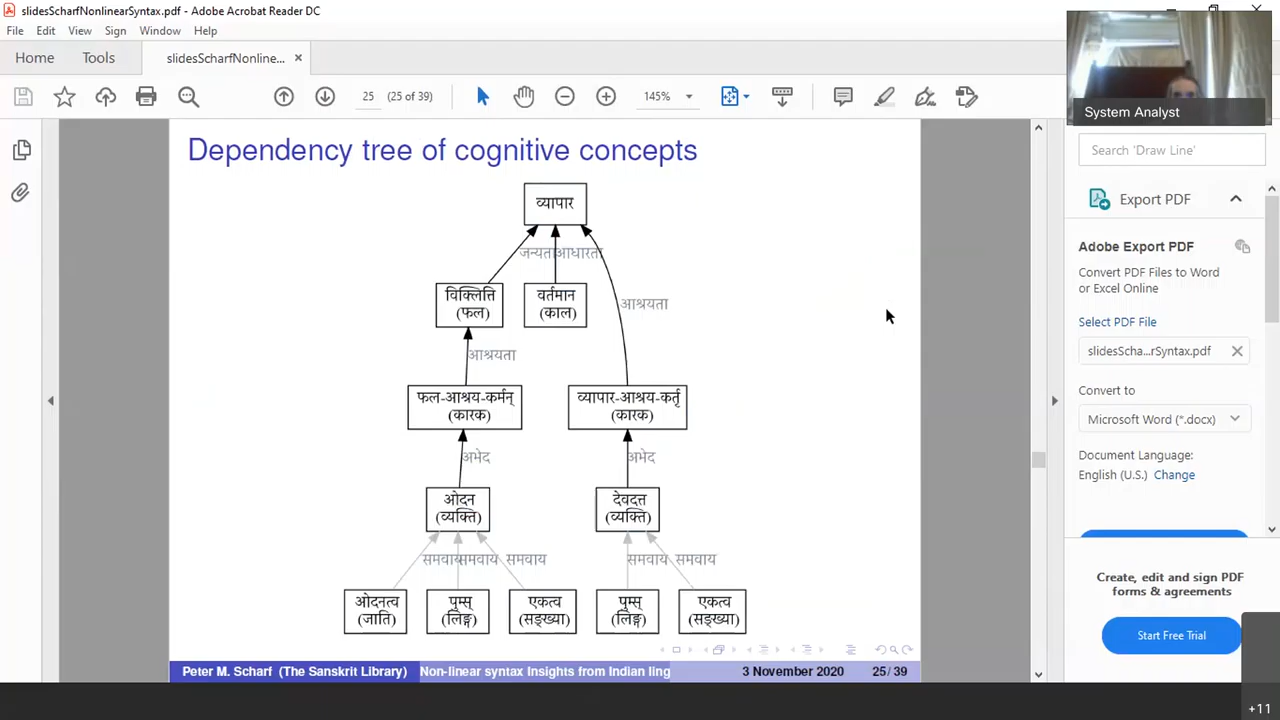 slidesScharfNonlinearSyntax.pdf - Adobe Acrobat Reader DC
File Edit View Sign Window Help
Home Tools slidesScharfNonline... ×
25 (25 of 39) 145%
System Analyst
Search 'Draw Line'
Export PDF
Adobe Export PDF
Convert PDF Files to Word
or Excel Online
Select PDF File
slidesScha...rSyntax.pdf
Convert to
Microsoft Word (*.docx)
Document Language:
English (U.S.) Change
Create, edit and sign PDF
forms & agreements
Start Free Trial
+11
Dependency tree of cognitive concepts
व्यापार
जन्यता आधारता
आश्रयता
विक्लित्ति
(फल)
वर्तमान
(काल)
आश्रयता
फल-आश्रय-कर्मन्
(कारक)
व्यापार-आश्रय-कर्तृ
(कारक)
अभेद अभेद
ओदन
(व्यक्ति)
देवदत्त
(व्यक्ति)
समवाय समवाय समवाय समवाय समवाय
ओदनत्व
(जाति)
पुम्स्
(लिङ्ग)
एकत्व
(सङ्ख्या)
पुम्स्
(लिङ्ग)
एकत्व
(सङ्ख्या)
Peter M. Scharf (The Sanskrit Library) Non-linear syntax Insights from Indian ling 3 November 2020 25/39